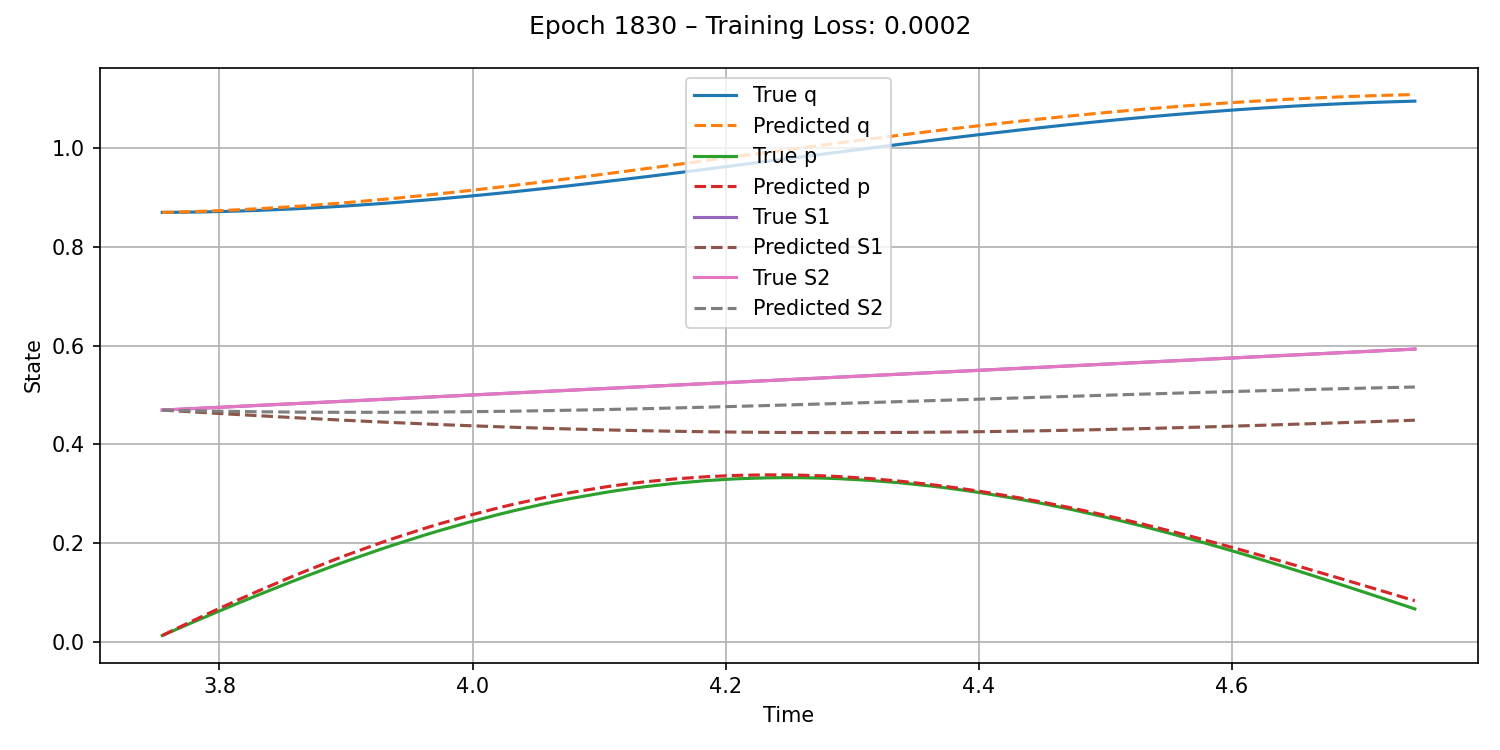 Epoch 1830 – Training Loss: 0.0002
True q
Predicted q
True p
Predicted p
True S1
Predicted S1
True S2
Predicted S2
State
1.0
0.8
0.6
0.4
0.2
0.0
3.8
4.0
4.2
4.4
4.6
Time